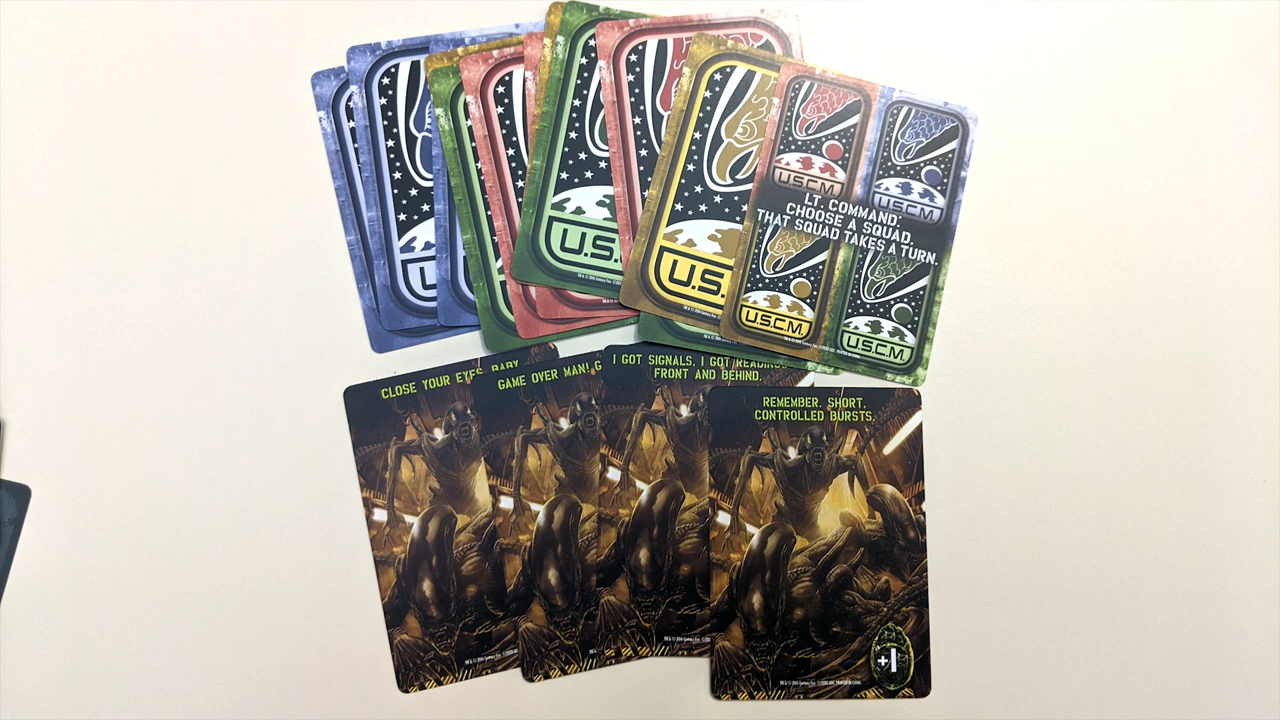 U.S.C.M.
U.S.C.M.
LT. COMMAND.
CHOOSE A SQUAD.
THAT SQUAD TAKES A TURN.
U.S.
U.S.
U.S.C.M.
U.S.C.M.
CLOSE YOUR EYES, BABY
GAME OVER MAN! G
I GOT SIGNALS, I GOT READINGS
FRONT AND BEHIND.
REMEMBER, SHORT,
CONTROLLED BURSTS.
+1